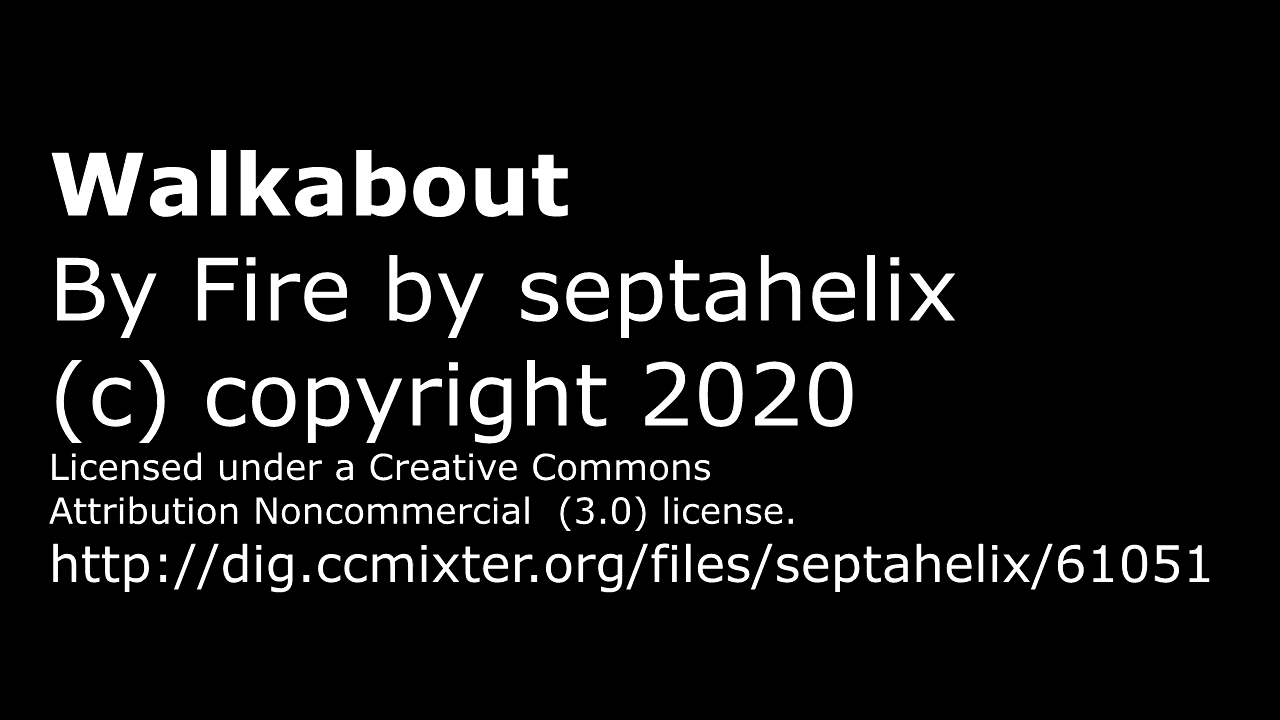 Walkabout
By Fire by septahelix
(c) copyright 2020
Licensed under a Creative Commons
Attribution Noncommercial  (3.0) license.
http://dig.ccmixter.org/files/septahelix/61051